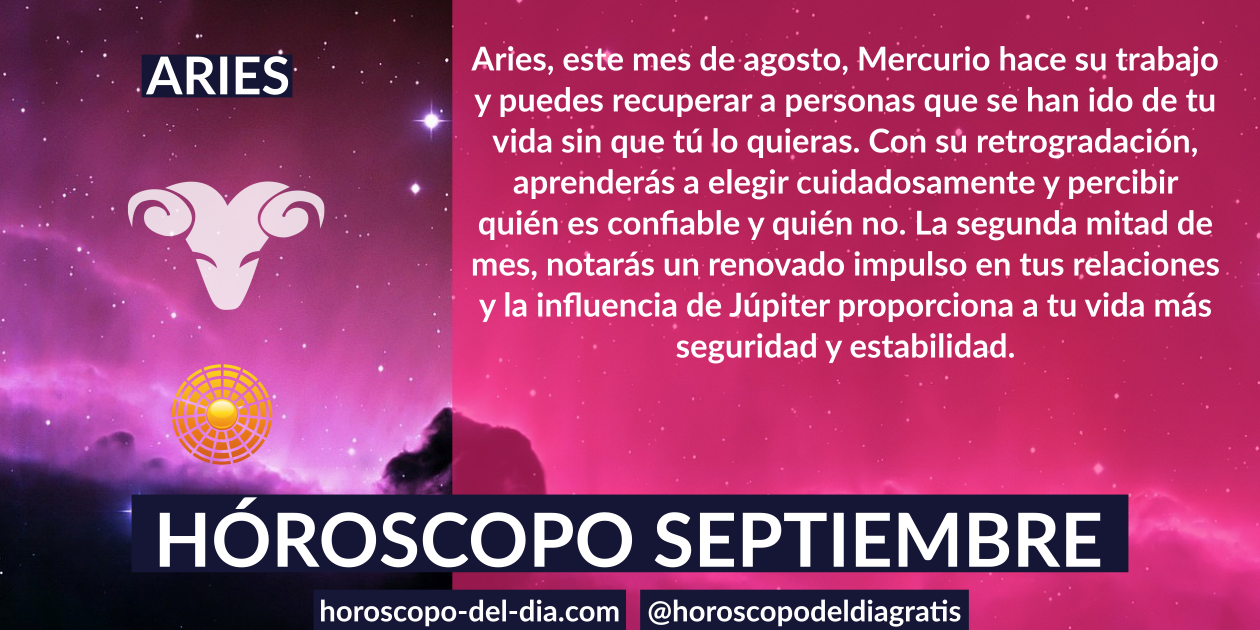 ARIES
Aries, este mes de agosto, Mercurio hace su trabajo
y puedes recuperar a personas que se han ido de tu
vida sin que tú lo quieras. Con su retrogradación,
aprenderás a elegir cuidadosamente y percibir
quién es confiable y quién no. La segunda mitad de
mes, notarás un renovado impulso en tus relaciones
y la influencia de Júpiter proporciona a tu vida más
seguridad y estabilidad.
HÓROSCOPO SEPTIEMBRE
horoscopo-del-dia.com
@horoscopodeldiagratis